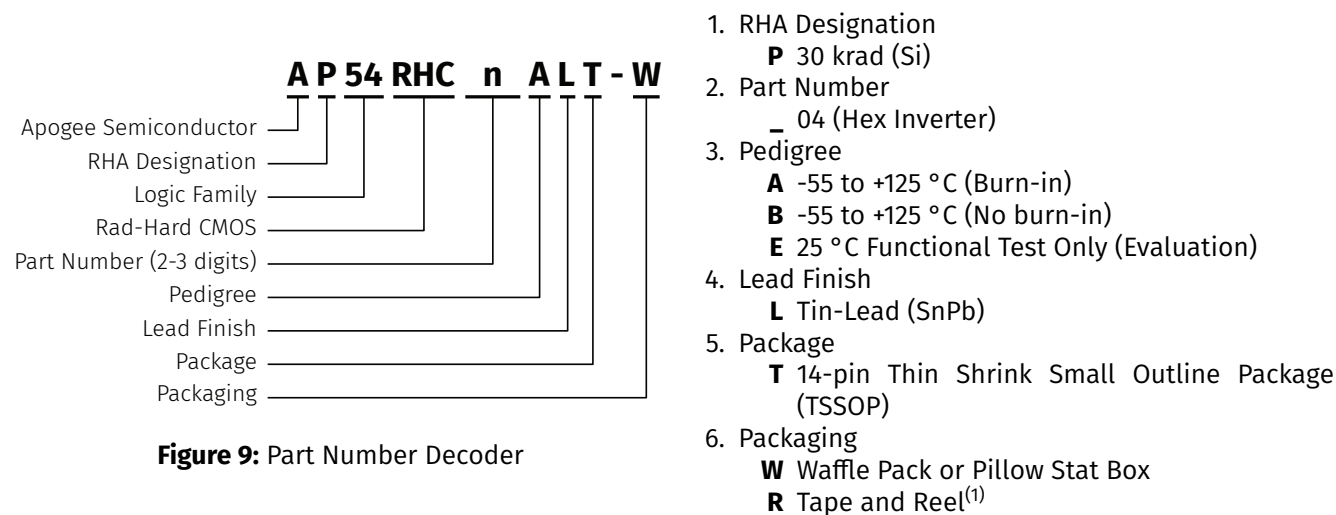 A P 54 RHC n A L T - W
Apogee Semiconductor
RHA Designation
Logic Family
Rad-Hard CMOS
Part Number (2-3 digits)
Pedigree
Lead Finish
Package
Packaging
Figure 9: Part Number Decoder
1. RHA Designation
P 30 krad (Si)
2. Part Number
_ 04 (Hex Inverter)
3. Pedigree
A -55 to +125 °C (Burn-in)
B -55 to +125 °C (No burn-in)
E 25 °C Functional Test Only (Evaluation)
4. Lead Finish
L Tin-Lead (SnPb)
5. Package
T 14-pin Thin Shrink Small Outline Package
(TSSOP)
6. Packaging
W Waffle Pack or Pillow Stat Box
R Tape and Reel(1)